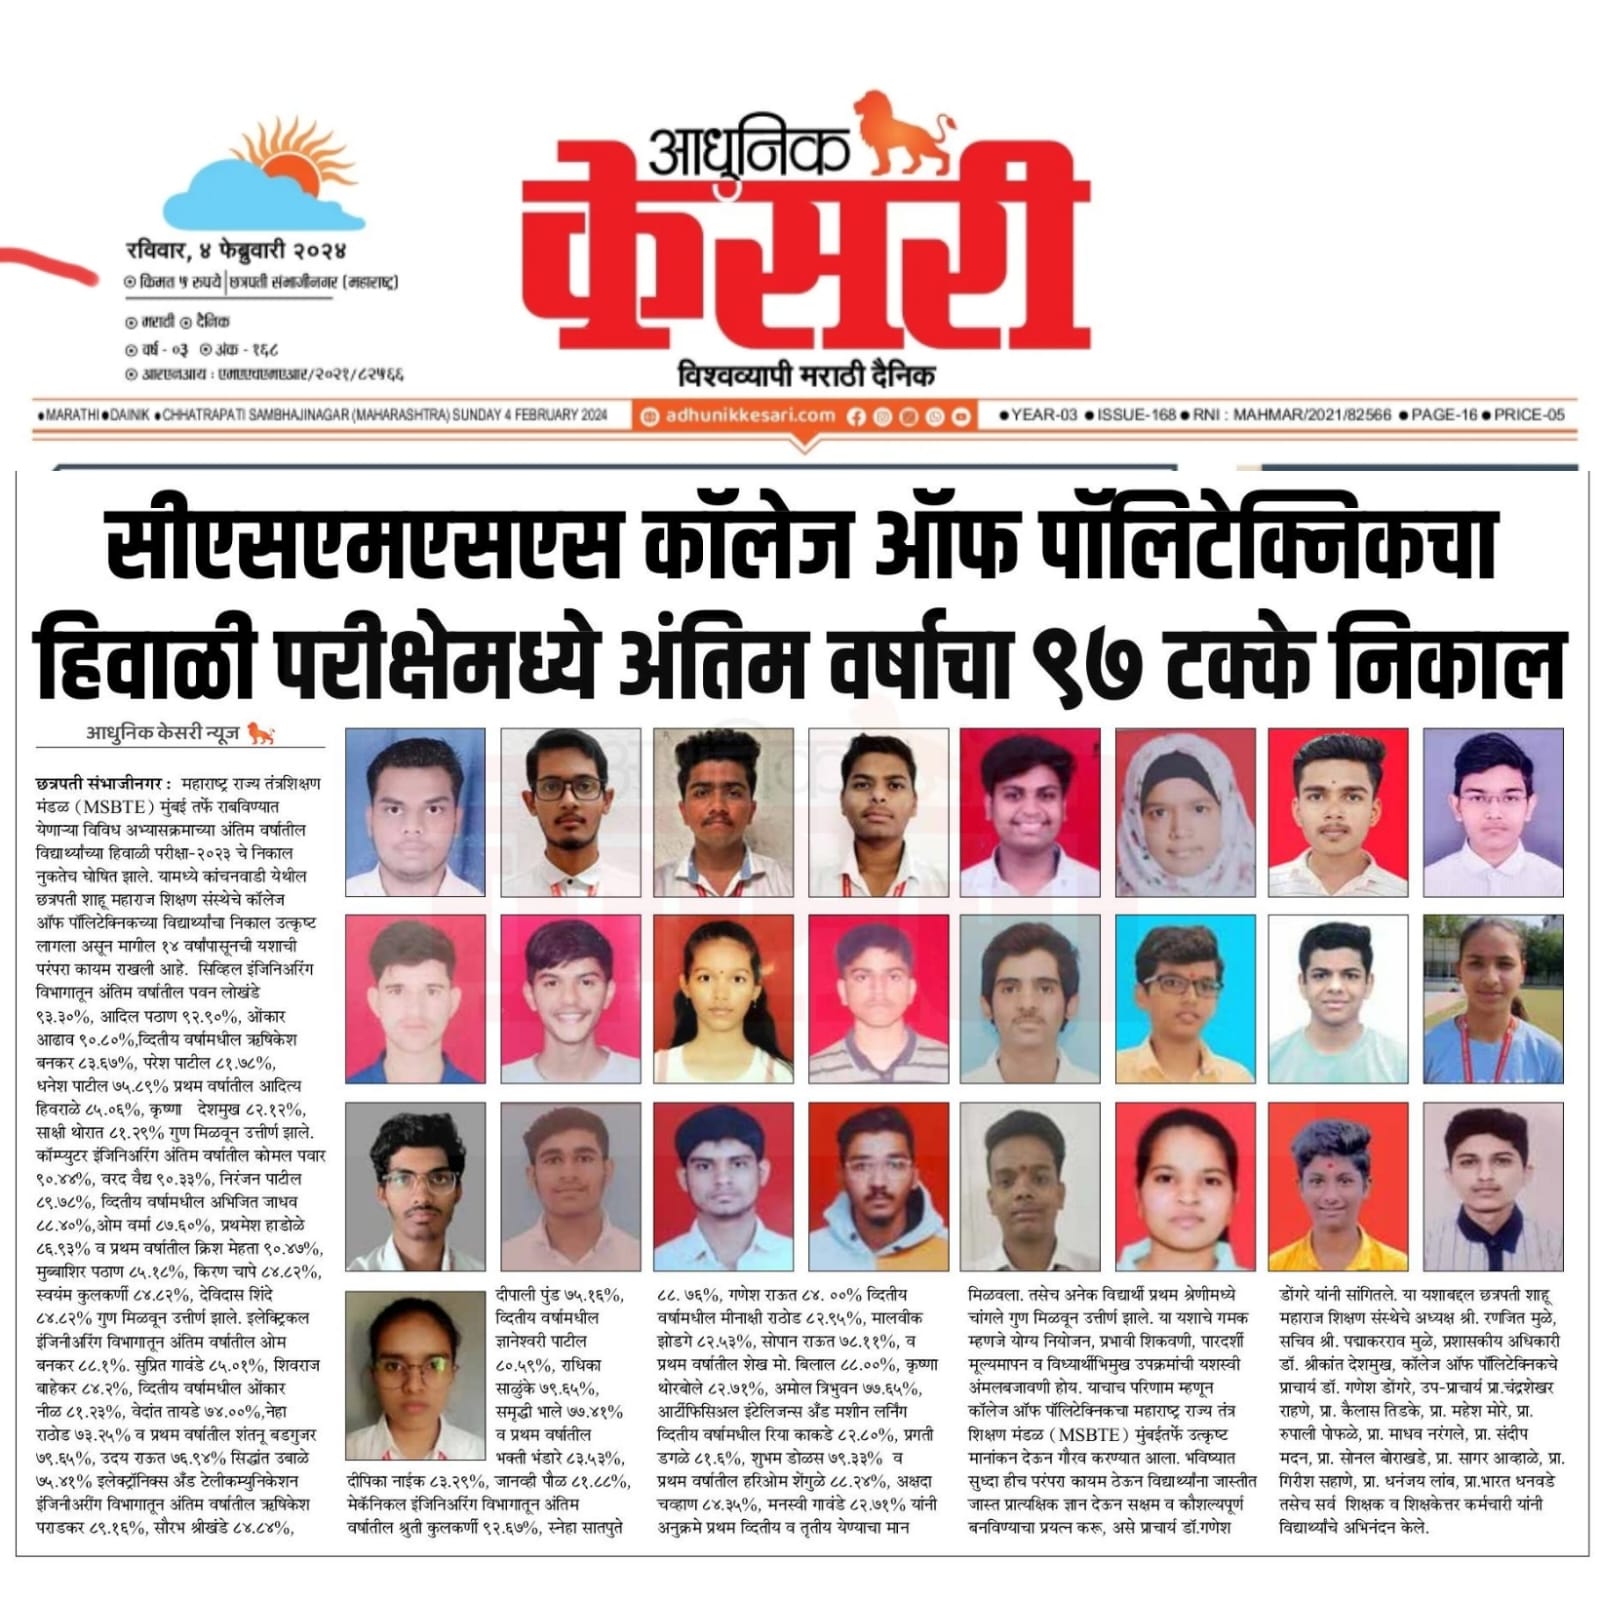 आधुनिक
केसरी
विश्वव्यापी मराठी दैनिक
रविवार, ४ फेब्रुवारी २०२४
किंमत ५ रुपये | छत्रपती संभाजीनगर (महाराष्ट्र)
मराठी दैनिक
वर्ष - ०३ अंक - १६८
आरएनआय : एमएएचएमएआर/२०२१/८२५६६
•MARATHI•DAINIK •CHHATRAPATI SAMBHAJINAGAR (MAHARASHTRA) SUNDAY 4 FEBRUARY 2024
adhunikkesari.com
•YEAR-03 •ISSUE-168• RNI : MAHMAR/2021/82566 •PAGE-16•PRICE-05
सीएसएमएसएस कॉलेज ऑफ पॉलिटेक्निकचा
हिवाळी परीक्षेमध्ये अंतिम वर्षाचा ९७ टक्के निकाल
आधुनिक केसरी न्यूज
छत्रपती संभाजीनगर : महाराष्ट्र राज्य तंत्रशिक्षण
मंडळ (MSBTE) मुंबई तर्फे राबविण्यात
येणाऱ्या विविध अभ्यासक्रमाच्या अंतिम वर्षातील
विद्यार्थ्यांच्या हिवाळी परीक्षा-२०२३ चे निकाल
नुकतेच घोषित झाले. यामध्ये कांचनवाडी येथील
छत्रपती शाहू महाराज शिक्षण संस्थेचे कॉलेज
ऑफ पॉलिटेक्निकच्या विद्यार्थ्यांचा निकाल उत्कृष्ट
लागला असून मागील १४ वर्षांपासूनची यशाची
परंपरा कायम राखली आहे. सिव्हिल इंजिनिअरिंग
विभागातून अंतिम वर्षातील पवन लोखंडे
९३.३०%, आदिल पठाण ९२.९०%, ओंकार
आढाव ९०.८०%,व्दितीय वर्षामधील ऋषिकेश
बनकर ८३.६७%, परेश पाटील ८१.७८%,
धनेश पाटील ७५.८९% प्रथम वर्षातील आदित्य
हिवराळे ८५.०६%, कृष्णा देशमुख ८२.१२%,
साक्षी थोरात ८१.२९% गुण मिळवून उत्तीर्ण झाले.
कॉम्प्युटर इंजिनिअरिंग अंतिम वर्षातील कोमल पवार
९०.४४%, वरद वैद्य ९०.३३%, निरंजन पाटील
८९.७८%, व्दितीय वर्षामधील अभिजित जाधव
८८.४०%,ओम वर्मा ८७.६०%, प्रथमेश हाडोळे
८६.९३% व प्रथम वर्षातील क्रिश मेहता ९०.४७%,
मुब्बाशिर पठाण ८५.१८%, किरण चापे ८४.८२%,
स्वयंम कुलकर्णी ८४.८२%, देविदास शिंदे
८४.८२% गुण मिळवून उत्तीर्ण झाले. इलेक्ट्रिकल
इंजिनीअरिंग विभागातून अंतिम वर्षातील ओम
बनकर ८८.१%. सुप्रित गावंडे ८५.०१%, शिवराज
बाहेकर ८४.२%, व्दितीय वर्षामधील ओंकार
नीळ ८१.२३%, वेदांत तायडे ७४.००%,नेहा
राठोड ७३.२५% व प्रथम वर्षातील शंतनू बडगुजर
७९.६५%, उदय राऊत ७६.९४% सिद्धांत उबाळे
७५.४१% इलेक्ट्रॉनिक्स अँड टेलीकम्युनिकेशन
इंजिनीअरींग विभागातून अंतिम वर्षातील ऋषिकेश
पराडकर ८९.१६%, सौरभ श्रीखंडे ८४.८४%,
दीपाली पुंड ७५.१६%,
व्दितीय वर्षामधील
ज्ञानेश्वरी पाटील
८०.५९%, राधिका
साळुंके ७९.६५%,
समृद्धी भाले ७७.४१%
व प्रथम वर्षातील
भक्ती भंडारे ८३.५३%,
दीपिका नाईक ८३.२९%, जानव्ही पौळ ८१.८८%,
मेकॅनिकल इंजिनिअरिंग विभागातून अंतिम
वर्षातील श्रुती कुलकर्णी ९२.६७%, स्नेहा सातपुते
८८. ७६%, गणेश राऊत ८४. ००% व्दितीय
वर्षामधील मीनाक्षी राठोड ८२.९५%, मालवीक
झोडगे ८२.५३%, सोपान राऊत ७८.११%, व
प्रथम वर्षातील शेख मो. बिलाल ८८.००%, कृष्णा
थोरबोले ८२.७१%, अमोल त्रिभुवन ७७.६५%,
आर्टीफिसिअल इंटेलिजन्स अँड मशीन लर्निंग
व्दितीय वर्षामधील रिया काकडे ८२.८०%, प्रगती
डगळे ८१.६%, शुभम डोळस ७९.३३% व
प्रथम वर्षातील हरिओम शेंगुळे ८८.२४%, अक्षदा
चव्हाण ८४.३५%, मनस्वी गावंडे ८२.७१% यांनी
अनुक्रमे प्रथम व्दितीय व तृतीय येण्याचा मान
मिळवला. तसेच अनेक विद्यार्थी प्रथम श्रेणीमध्ये
चांगले गुण मिळवून उत्तीर्ण झाले. या यशाचे गमक
म्हणजे योग्य नियोजन, प्रभावी शिकवणी, पारदर्शी
मूल्यमापन व विध्यार्थीभिमुख उपक्रमांची यशस्वी
अंमलबजावणी होय. याचाच परिणाम म्हणून
कॉलेज ऑफ पॉलिटेक्निकचा महाराष्ट्र राज्य तंत्र
शिक्षण मंडळ (MSBTE) मुंबईतर्फे उत्कृष्ट
मानांकन देऊन गौरव करण्यात आला. भविष्यात
सुध्दा हीच परंपरा कायम ठेऊन विद्यार्थ्यांना जास्तीत
जास्त प्रात्यक्षिक ज्ञान देऊन सक्षम व कौशल्यपूर्ण
बनविण्याचा प्रयत्न करू, असे प्राचार्य डॉ.गणेश
डोंगरे यांनी सांगितले. या यशाबद्दल छत्रपती शाहू
महाराज शिक्षण संस्थेचे अध्यक्ष श्री. रणजित मुळे,
सचिव श्री. पद्माकरराव मुळे, प्रशासकीय अधिकारी
डॉ. श्रीकांत देशमुख, कॉलेज ऑफ पॉलिटेक्निकचे
प्राचार्य डॉ. गणेश डोंगरे, उप-प्राचार्य प्रा.चंद्रशेखर
राहणे, प्रा. कैलास तिडके, प्रा. महेश मोरे, प्रा.
रुपाली पोफळे, प्रा. माधव नरंगले, प्रा. संदीप
मदन, प्रा. सोनल बोराखडे, प्रा. सागर आव्हाळे, प्रा.
गिरीश सहाणे, प्रा. धनंजय लांब, प्रा.भारत धनवडे
तसेच सर्व शिक्षक व शिक्षकेत्तर कर्मचारी यांनी
विद्यार्थ्यांचे अभिनंदन केले.